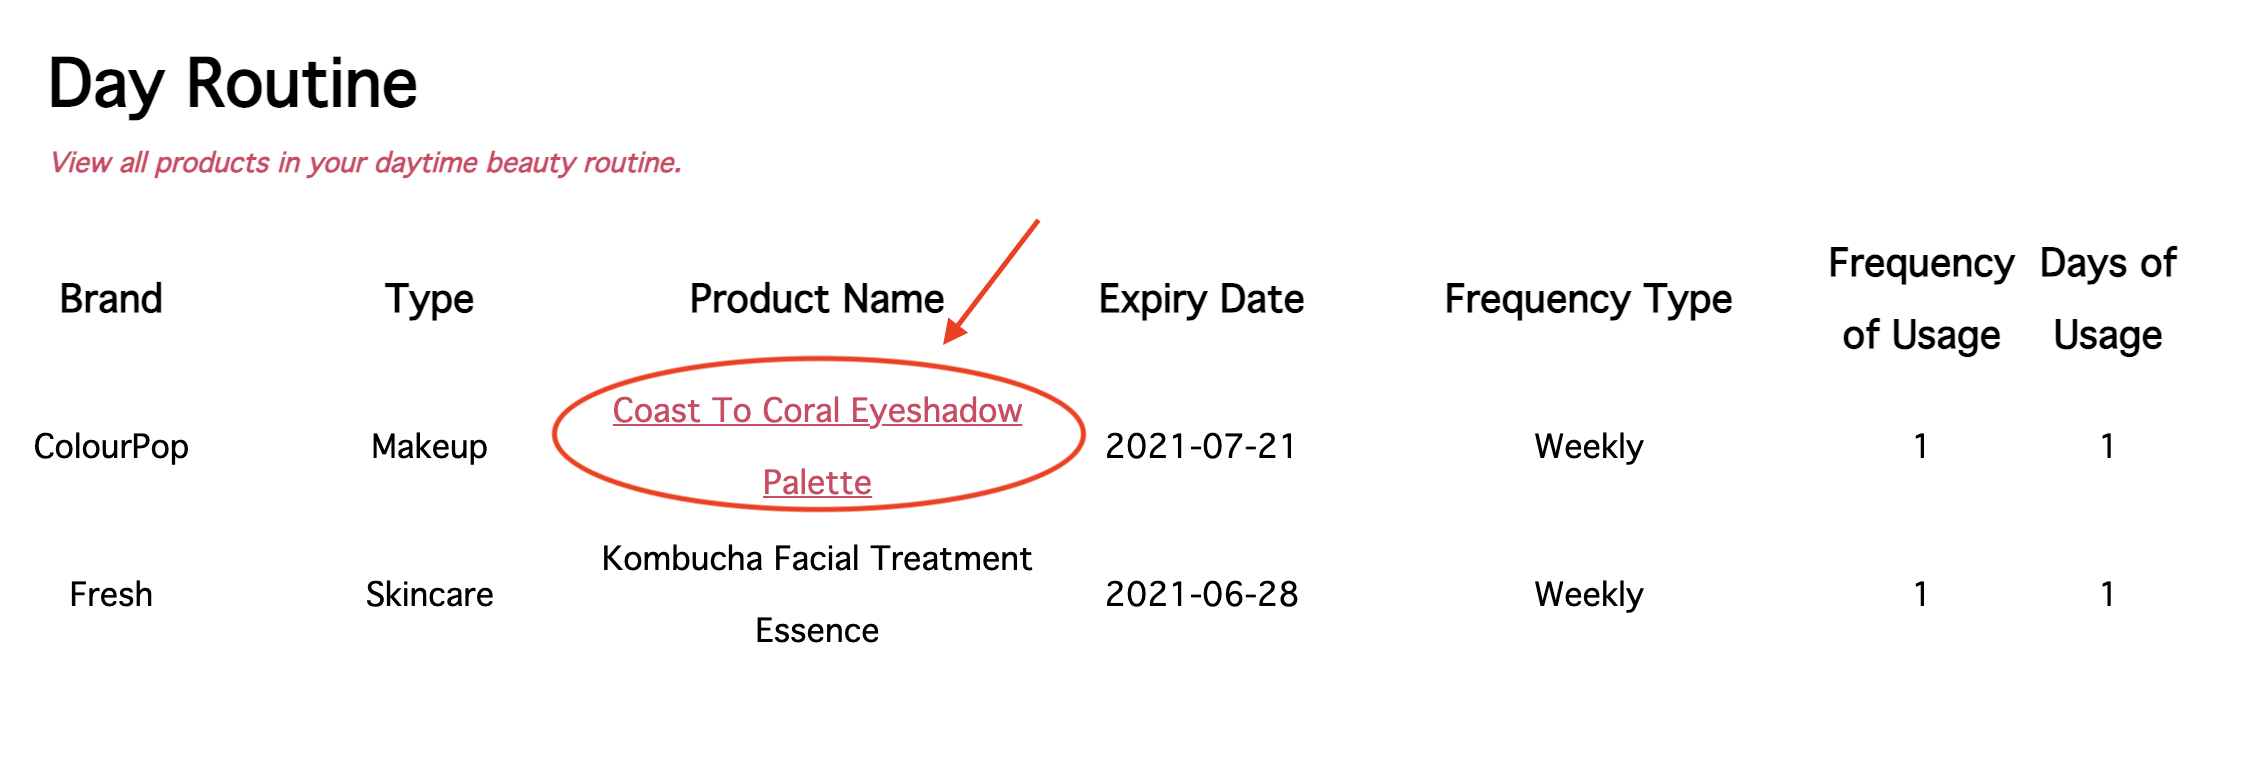 Day Routine
View all products in your daytime beauty routine.
Brand Type Product Name Expiry Date Frequency Type Frequency of Usage Days of Usage
ColourPop Makeup Coast To Coral Eyeshadow Palette 2021-07-21 Weekly 1 1
Fresh Skincare Kombucha Facial Treatment Essence 2021-06-28 Weekly 1 1